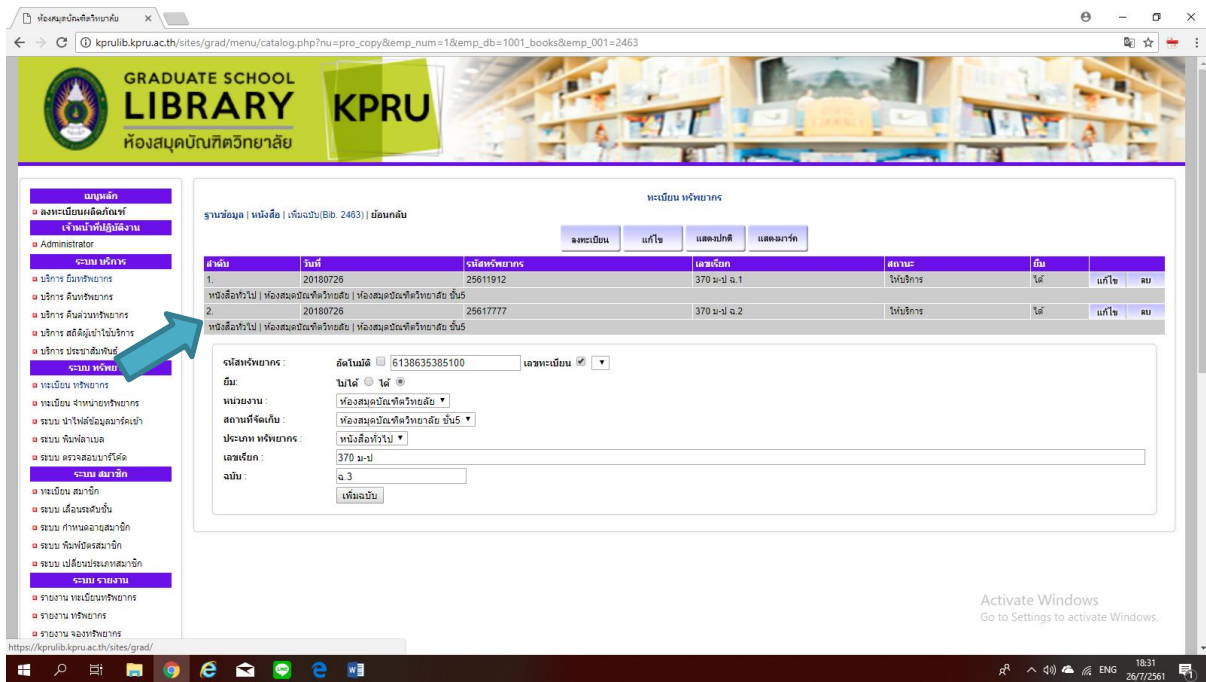 ห้องสมุดบัณฑิตวิทยาลัย
kprulib.kpru.ac.th/sites/grad/menu/catalog.php?nu=pro_copy&emp_num=1&emp_db=1001_books&emp_001=2463
GRADUATE SCHOOL
LIBRARY
ห้องสมุดบัณฑิตวิทยาลัย
KPRU
เมนูหลัก
ลงทะเบียนผลิตภัณฑ์
เจ้าหน้าที่ปฏิบัติงาน
Administrator
ระบบ บริการ
บริการ ยืมทรัพยากร
บริการ คืนทรัพยากร
บริการ คืนด่วนทรัพยากร
บริการ สถิติผู้เข้าใช้บริการ
บริการ ประชาสัมพันธ์
ระบบ ทรัพย
ทะเบียน ทรัพยากร
ทะเบียน จำหน่ายทรัพยากร
ระบบ นำไฟล์ข้อมูลมาร์คเข้า
ระบบ พิมพ์ลาเบล
ระบบ ตรวจสอบบาร์โค้ด
ระบบ สมาชิก
ทะเบียน สมาชิก
ระบบ เลื่อนระดับชั้น
ระบบ กำหนดอายุสมาชิก
ระบบ พิมพ์บัตรสมาชิก
ระบบ เปลี่ยนประเภทสมาชิก
ระบบ รายงาน
รายงาน ทะเบียนทรัพยากร
รายงาน ทรัพยากร
รายงาน จองทรัพยากร
ทะเบียน ทรัพยากร
ฐานข้อมูล | หนังสือ | เพิ่มฉบับ(Bib. 2463) | ย้อนกลับ
ลงทะเบียน แก้ไข แสดงปกติ แสดงมาร์ค
ลำดับ วันที่ รหัสทรัพยากร เลขเรียก สถานะ ยืม
1. 20180726 25611912 370 ม-ป ฉ.1 ให้บริการ ได้ แก้ไข ลบ
หนังสือทั่วไป | ห้องสมุดบัณฑิตวิทยลัย | ห้องสมุดบัณฑิตวิทยาลัย ชั้น5
2. 20180726 25617777 370 ม-ป ฉ.2 ให้บริการ ได้ แก้ไข ลบ
หนังสือทั่วไป | ห้องสมุดบัณฑิตวิทยลัย | ห้องสมุดบัณฑิตวิทยาลัย ชั้น5
รหัสทรัพยากร : อัตโนมัติ 6138635385100 เลขทะเบียน
ยืม: ไม่ได้ ได้
หน่วยงาน : ห้องสมุดบัณฑิตวิทยลัย
สถานที่จัดเก็บ : ห้องสมุดบัณฑิตวิทยาลัย ชั้น5
ประเภท ทรัพยากร : หนังสือทั่วไป
เลขเรียก : 370 ม-ป
ฉบับ : ฉ.3
เพิ่มฉบับ
Activate Windows
Go to Settings to activate Windows.
https://kprulib.kpru.ac.th/sites/grad/
ENG
18:31
26/7/2561